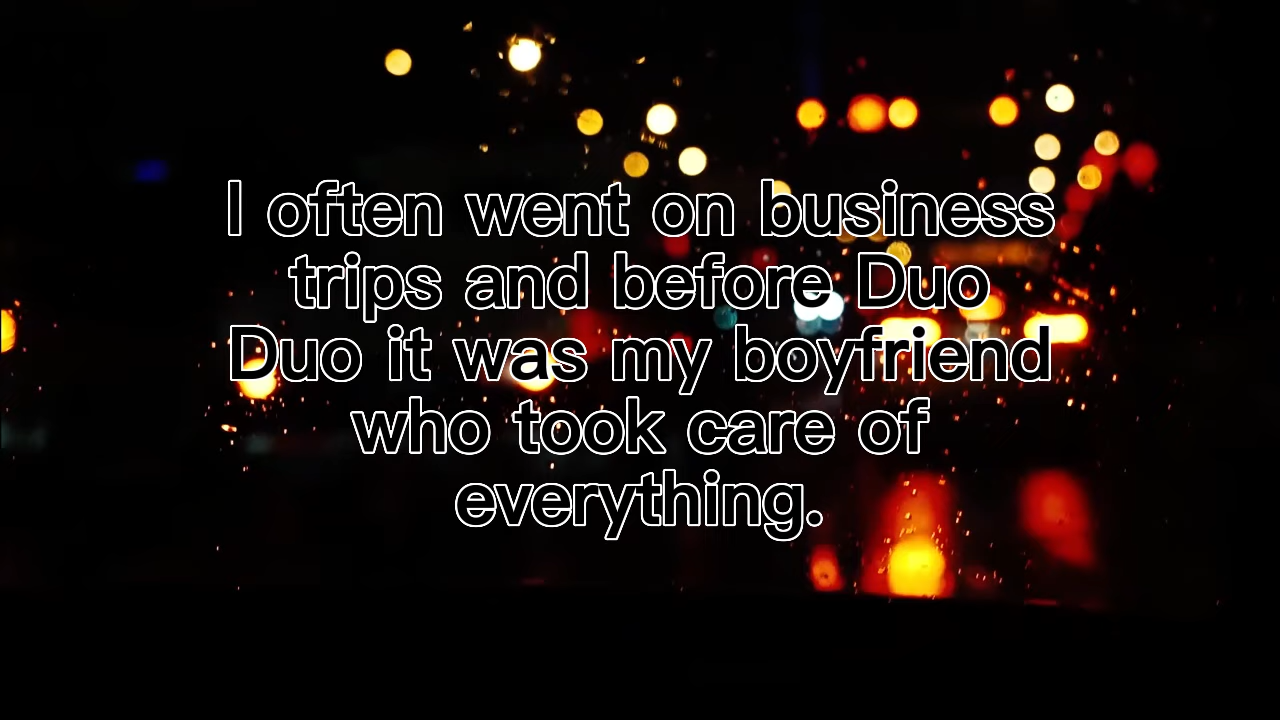 I often went on business
trips and before Duo
Duo it was my boyfriend
who took care of
everything.